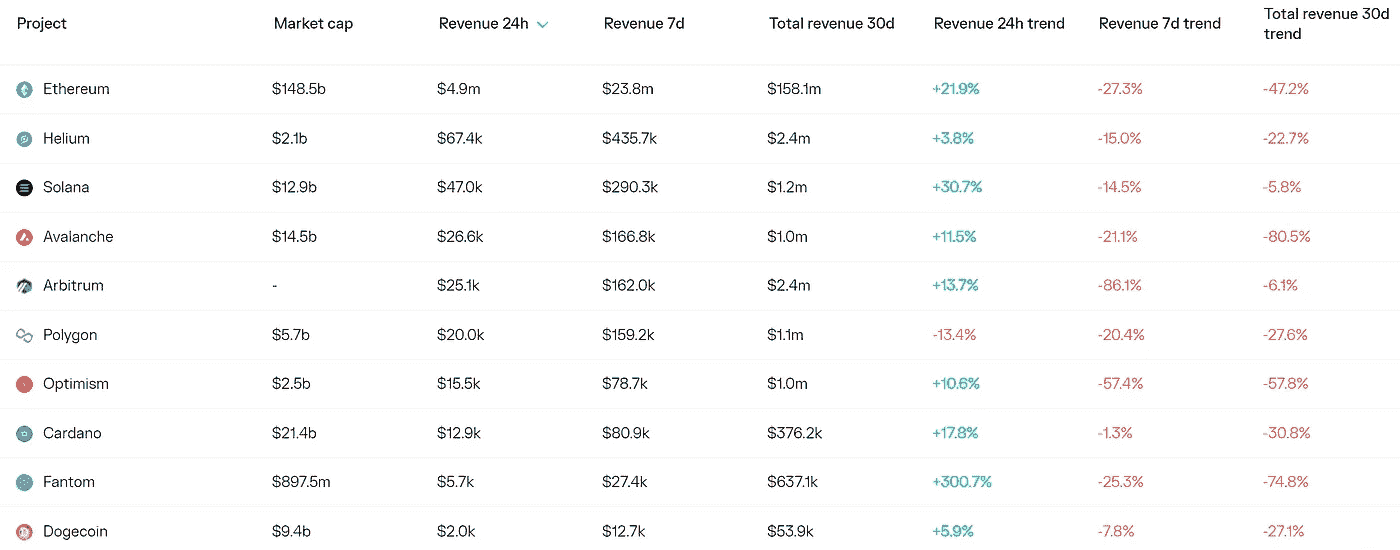 Project Market cap Revenue 24h Revenue 7d Total revenue 30d Revenue 24h trend Revenue 7d trend Total revenue 30d
trend
Ethereum $148.5b $4.9m $23.8m $158.1m +21.9% -27.3% -47.2%
Helium $2.1b $67.4k $435.7k $2.4m +3.8% -15.0% -22.7%
Solana $12.9b $47.0k $290.3k $1.2m +30.7% -14.5% -5.8%
Avalanche $14.5b $26.6k $166.8k $1.0m +11.5% -21.1% -80.5%
Arbitrum - $25.1k $162.0k $2.4m +13.7% -86.1% -6.1%
Polygon $5.7b $20.0k $159.2k $1.1m -13.4% -20.4% -27.6%
Optimism $2.5b $15.5k $78.7k $1.0m +10.6% -57.4% -57.8%
Cardano $21.4b $12.9k $80.9k $376.2k +17.8% -1.3% -30.8%
Fantom $897.5m $5.7k $27.4k $637.1k +300.7% -25.3% -74.8%
Dogecoin $9.4b $2.0k $12.7k $53.9k +5.9% -7.8% -27.1%